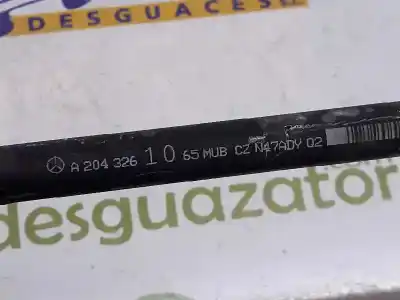 DESGUACES
A 204 326 10 65 MUB CZ N47ADY 02
desguazator